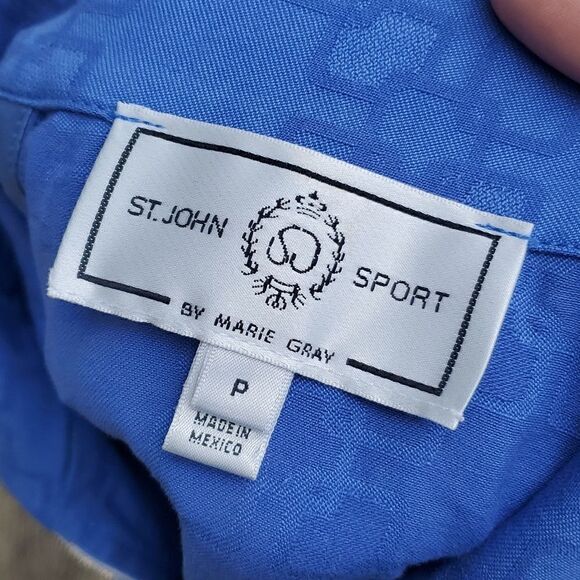 ST. JOHN SPORT
BY MARIE GRAY
P
MADE IN
MEXICO